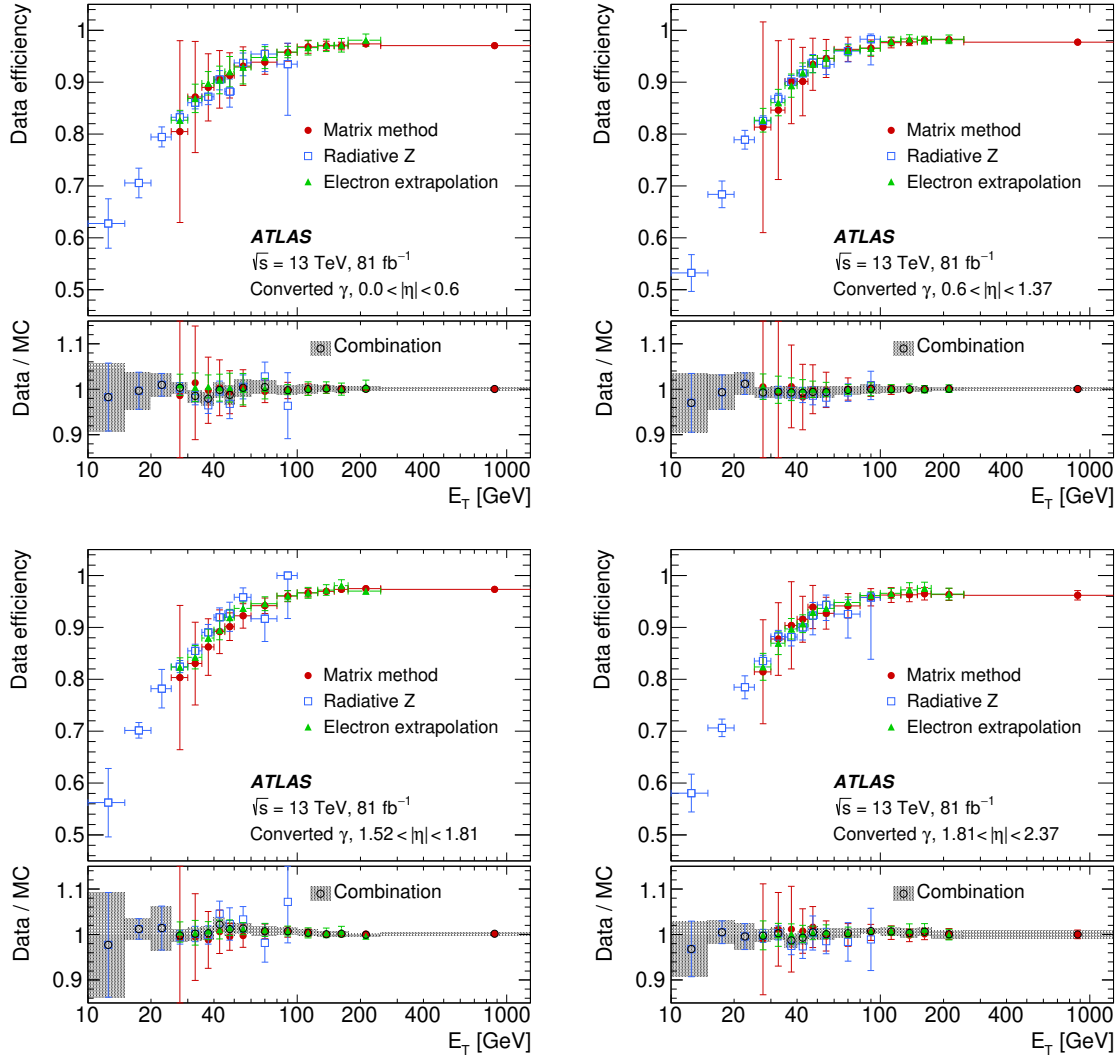 Data efficiency
1
0.9
0.8
0.7
0.6
0.5
Matrix method
Radiative Z
Electron extrapolation
ATLAS
√s = 13 TeV, 81 fb⁻¹
Converted γ, 0.0<|η|<0.6
Data / MC
1.1
1
0.9
Combination
10 20 40 100 200 400 1000
E_T [GeV]
Data efficiency
1
0.9
0.8
0.7
0.6
0.5
Matrix method
Radiative Z
Electron extrapolation
ATLAS
√s = 13 TeV, 81 fb⁻¹
Converted γ, 0.6<|η|<1.37
Data / MC
1.1
1
0.9
Combination
10 20 40 100 200 400 1000
E_T [GeV]
Data efficiency
1
0.9
0.8
0.7
0.6
0.5
Matrix method
Radiative Z
Electron extrapolation
ATLAS
√s = 13 TeV, 81 fb⁻¹
Converted γ, 1.52<|η|<1.81
Data / MC
1.1
1
0.9
Combination
10 20 40 100 200 400 1000
E_T [GeV]
Data efficiency
1
0.9
0.8
0.7
0.6
0.5
Matrix method
Radiative Z
Electron extrapolation
ATLAS
√s = 13 TeV, 81 fb⁻¹
Converted γ, 1.81<|η|<2.37
Data / MC
1.1
1
0.9
Combination
10 20 40 100 200 400 1000
E_T [GeV]